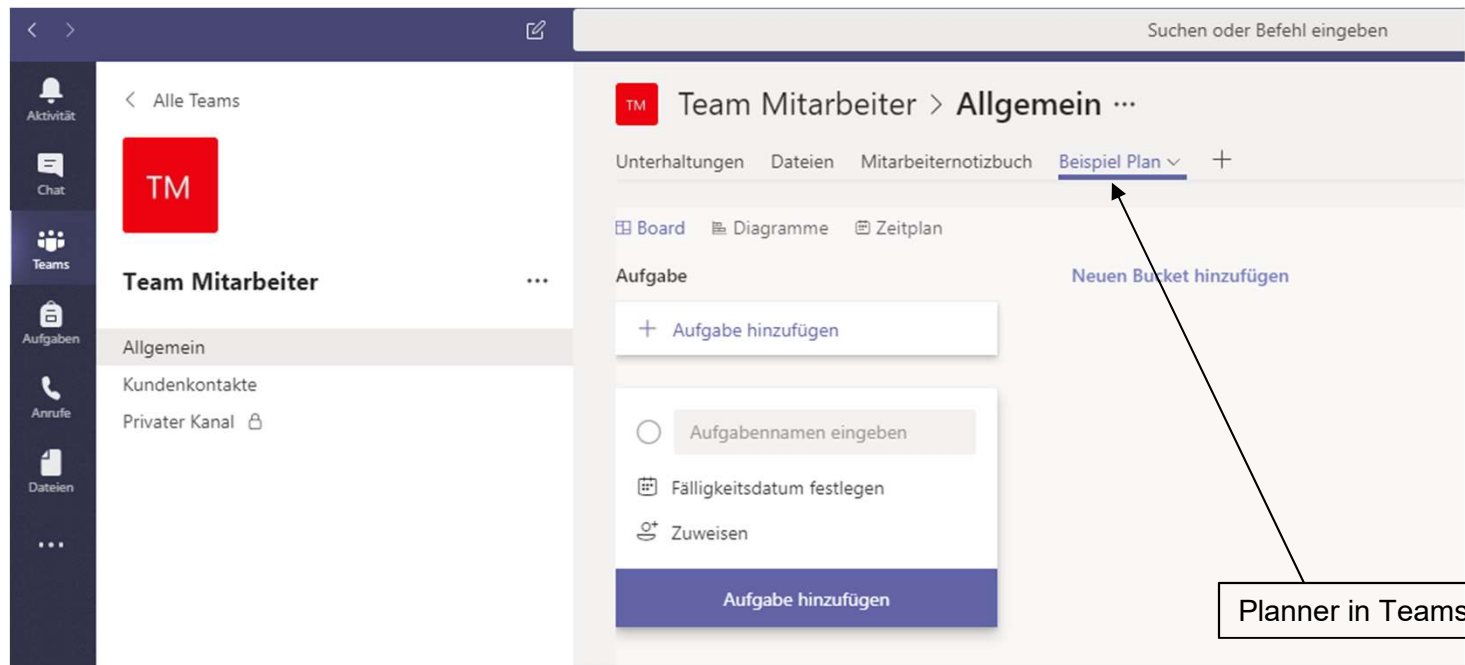 Suchen oder Befehl eingeben
Aktivität
Chat
Teams
Aufgaben
Anrufe
Dateien
Alle Teams
TM
Team Mitarbeiter
Allgemein
Kundenkontakte
Privater Kanal
TM Team Mitarbeiter > Allgemein ...
Unterhaltungen Dateien Mitarbeiternotizbuch Beispiel Plan
Board Diagramme Zeitplan
Aufgabe Neuen Bucket hinzufügen
+ Aufgabe hinzufügen
Aufgabennamen eingeben
Fälligkeitsdatum festlegen
Zuweisen
Aufgabe hinzufügen
Planner in Teams